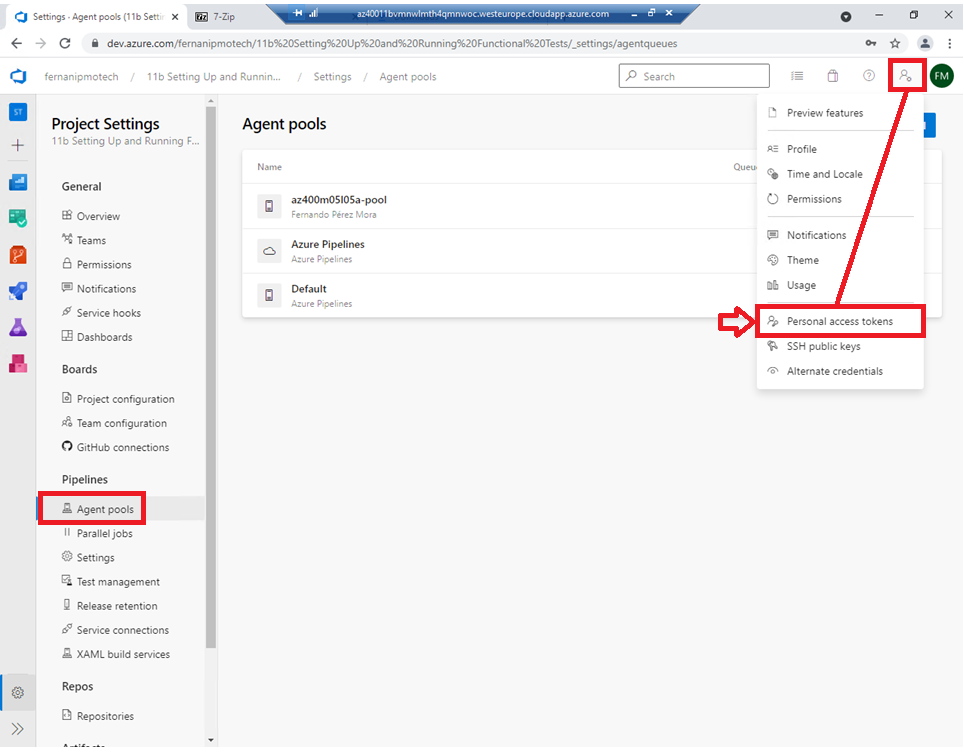 Settings - Agent pools (11b Settin
7-Zip
az40011bvmnwlmth4qmnwoc.westeurope.cloudapp.azure.com
dev.azure.com/fernanipmotech/11b%20Setting%20Up%20and%20Running%20Functional%20Tests/_settings/agentqueues
fernanipmotech / 11b Setting Up and Runnin... / Settings / Agent pools
Search
FM
ST
Project Settings
11b Setting Up and Running F...
General
Overview
Teams
Permissions
Notifications
Service hooks
Dashboards
Boards
Project configuration
Team configuration
GitHub connections
Pipelines
Agent pools
Parallel jobs
Settings
Test management
Release retention
Service connections
XAML build services
Repos
Repositories
Artifacts
Agent pools
Name
Queue
az400m05l05a-pool
Fernando Pérez Mora
Azure Pipelines
Azure Pipelines
Default
Azure Pipelines
Preview features
Profile
Time and Locale
Permissions
Notifications
Theme
Usage
Personal access tokens
SSH public keys
Alternate credentials